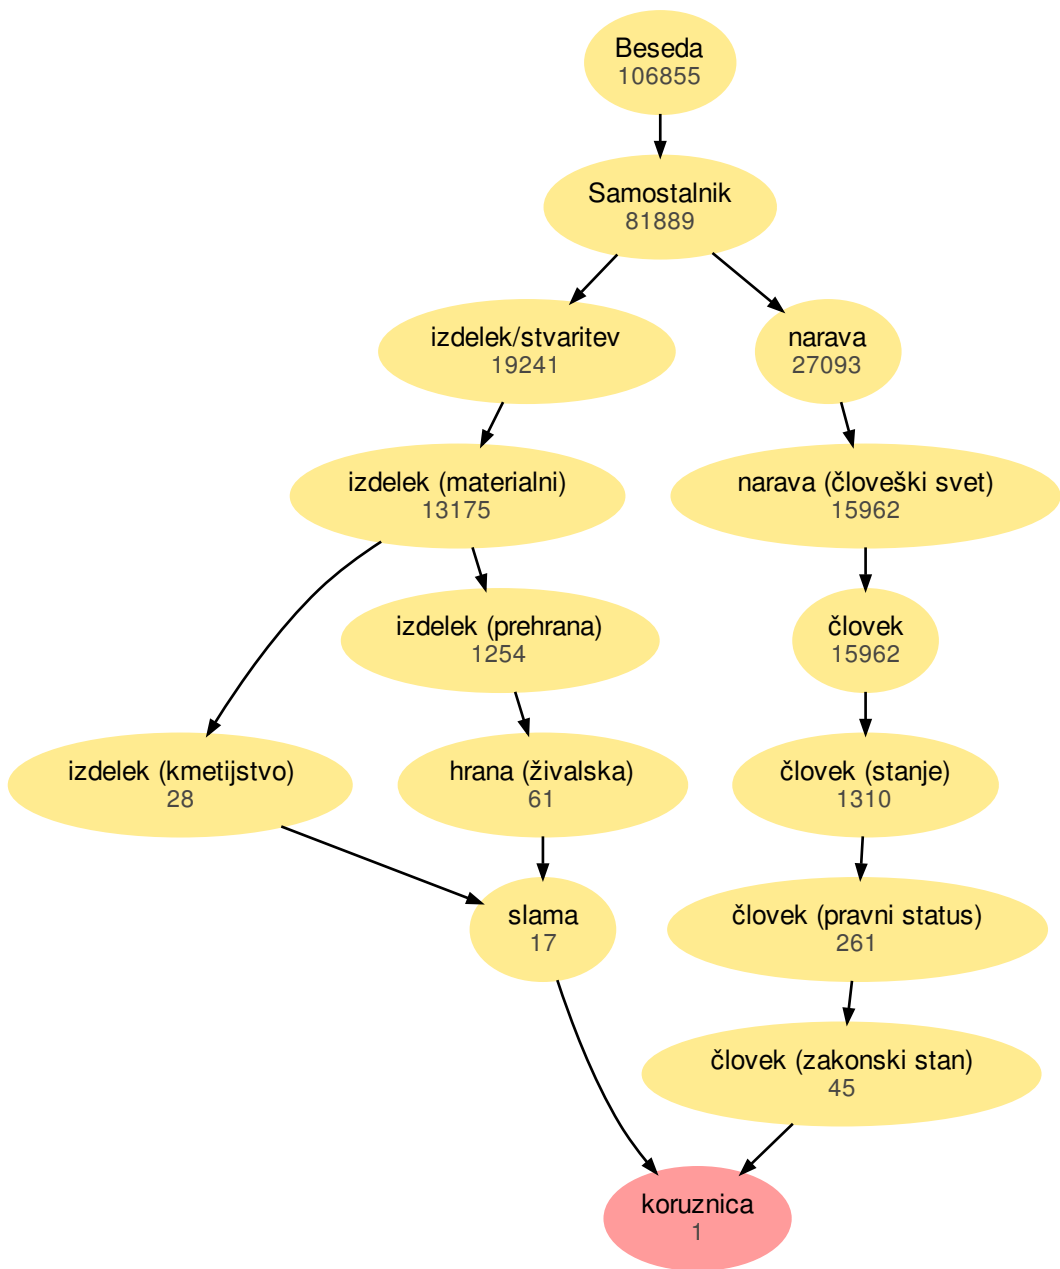 Beseda
106855
Samostalnik
81889
izdelek/stvaritev
19241
narava
27093
izdelek (materialni)
13175
narava (človeški svet)
15962
izdelek (prehrana)
1254
človek
15962
izdelek (kmetijstvo)
28
hrana (živalska)
61
človek (stanje)
1310
slama
17
človek (pravni status)
261
človek (zakonski stan)
45
koruznica
1